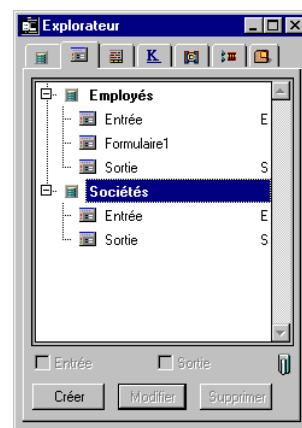 Explorateur
K
Employés
Entrée E
Formulaire1
Sortie S
Sociétés
Entrée E
Sortie S
Entrée Sortie
Créer Modifier Supprimer